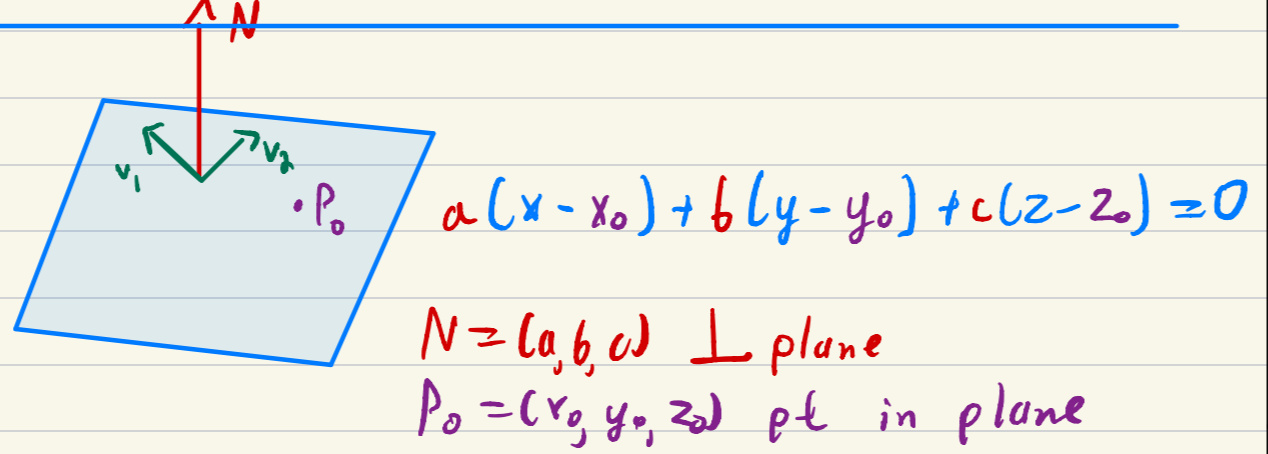 N
v₁ v₂
P₀
a(x-x₀)+b(y-y₀)+c(z-z₀)=0
N=(a,b,c) ⊥ plane
P₀=(x₀,y₀,z₀) pt in plane